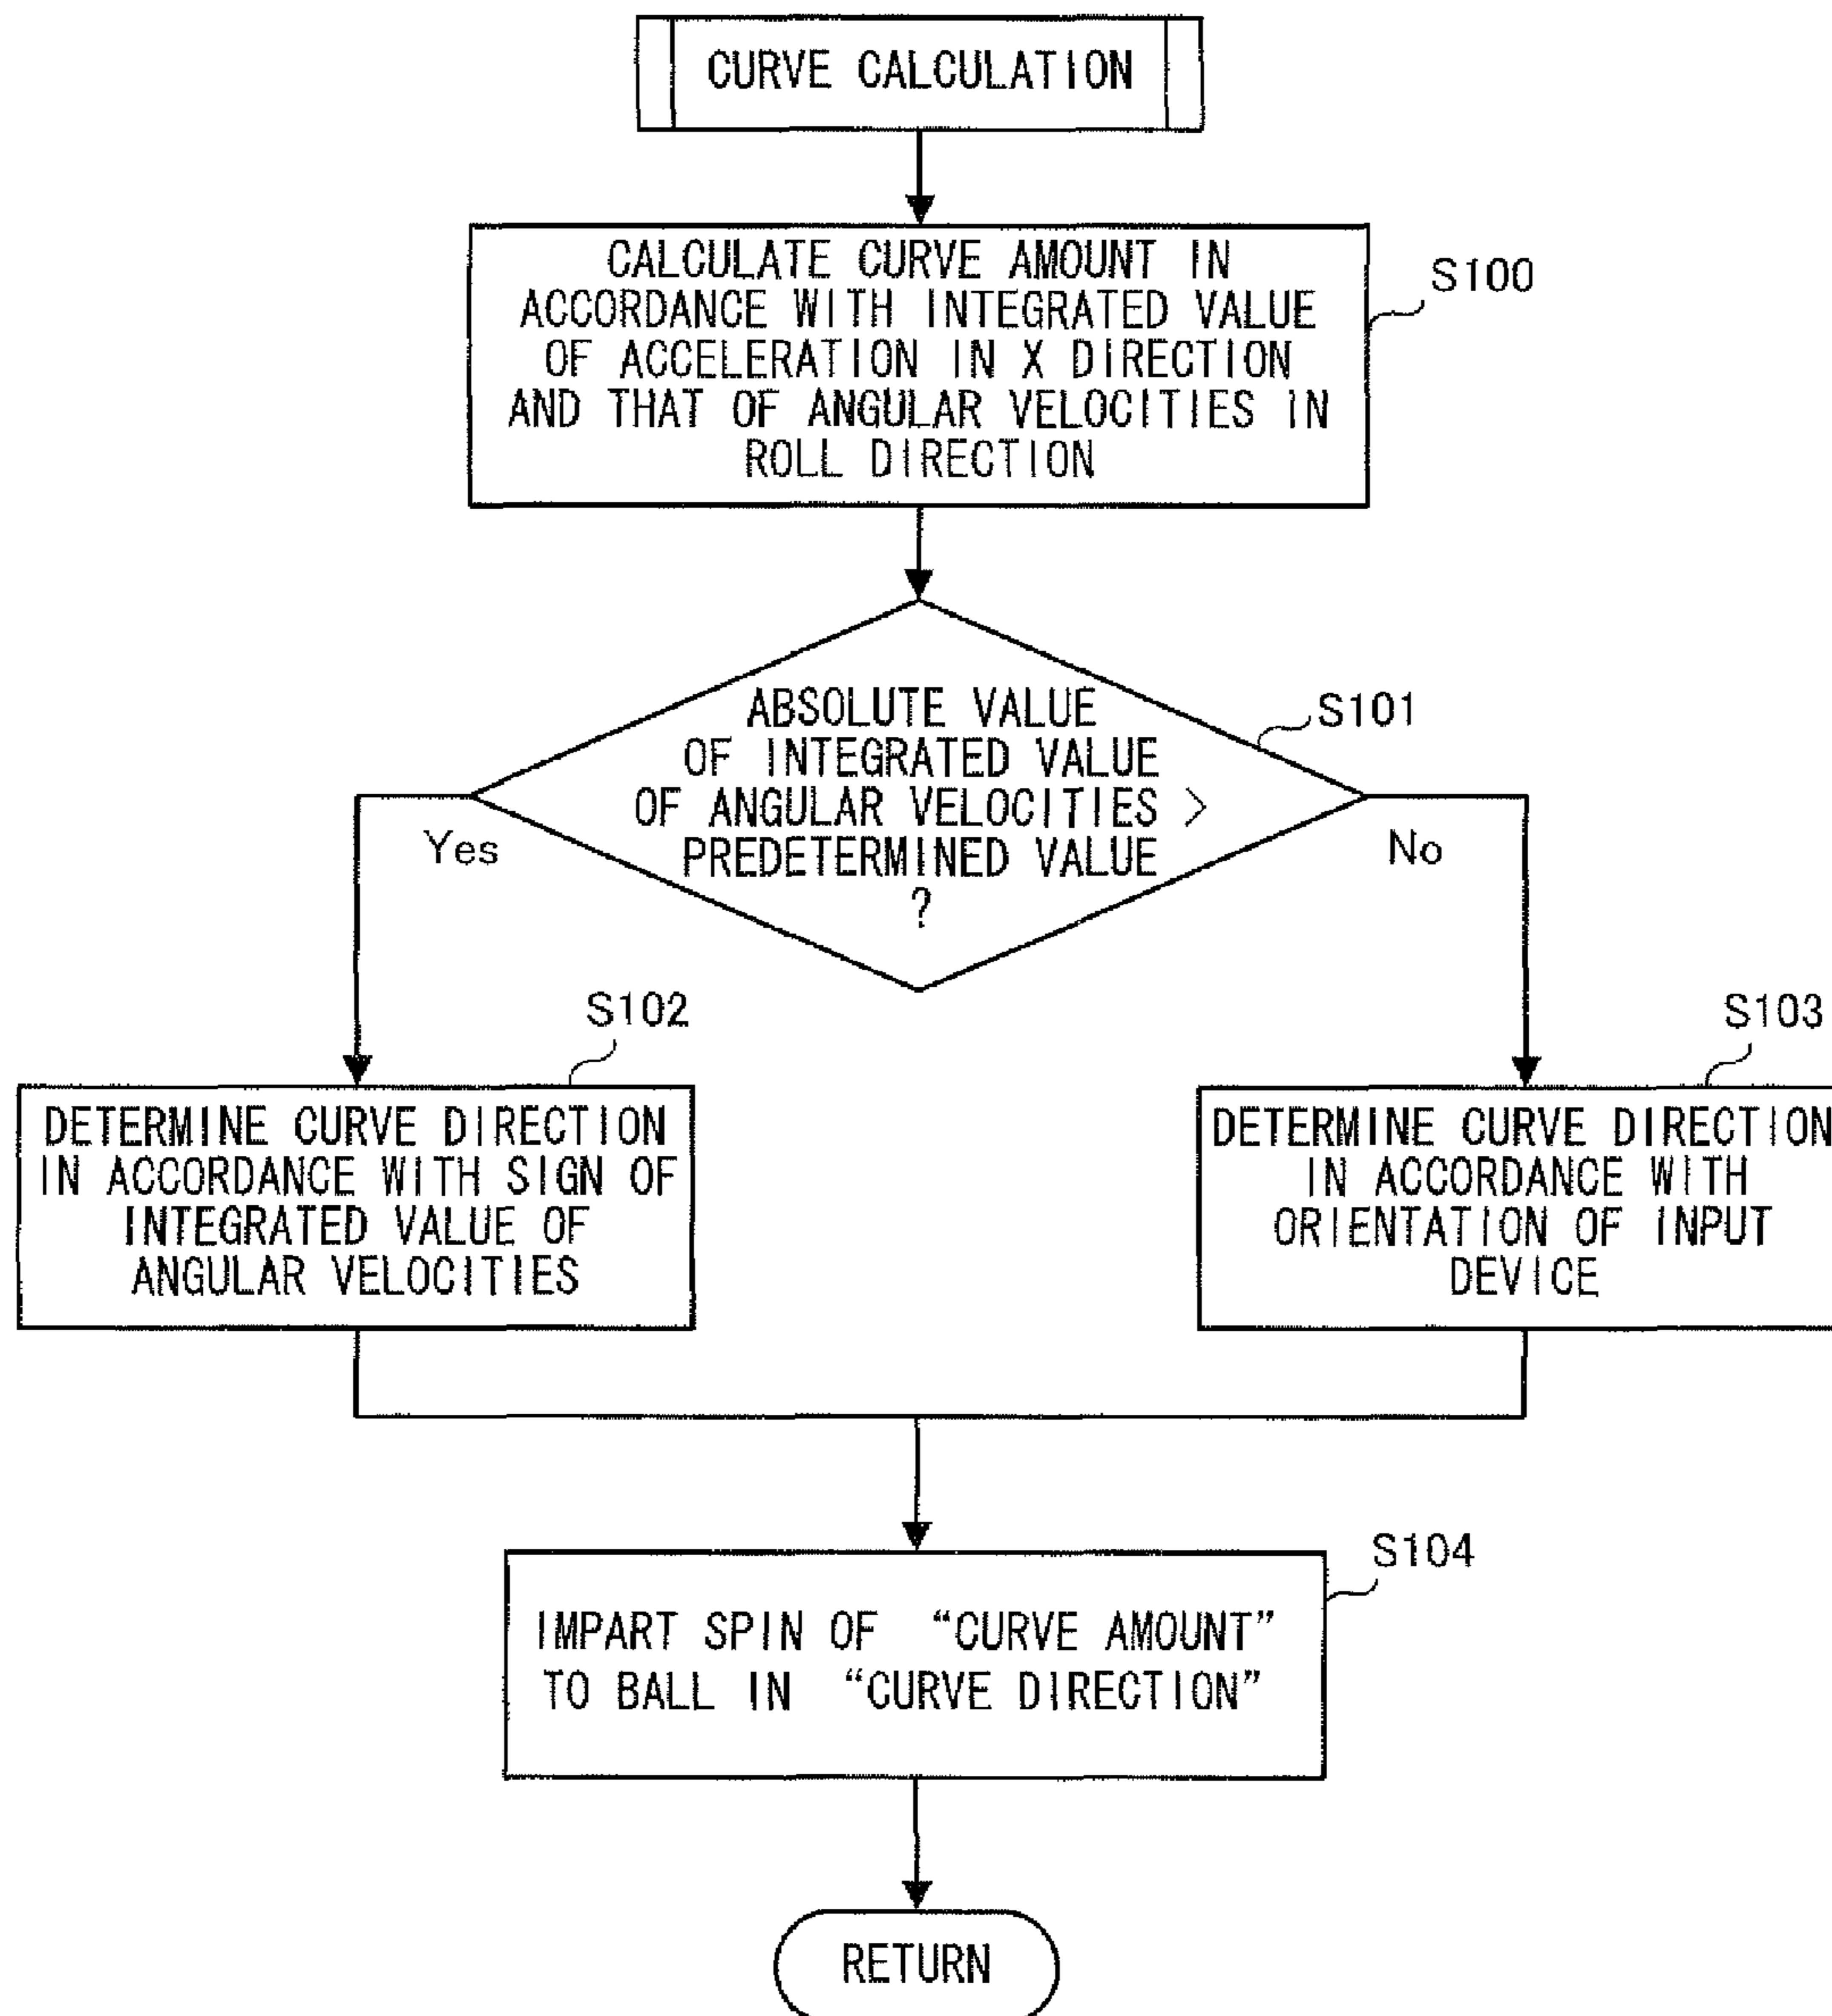 CURVE CALCULATION
CALCULATE CURVE AMOUNT IN
ACCORDANCE WITH INTEGRATED VALUE
OF ACCELERATION IN X DIRECTION
AND THAT OF ANGULAR VELOCITIES IN
ROLL DIRECTION
S100
ABSOLUTE VALUE
OF INTEGRATED VALUE
OF ANGULAR VELOCITIES >
PREDETERMINED VALUE
?
S101
Yes
No
S102
DETERMINE CURVE DIRECTION
IN ACCORDANCE WITH SIGN OF
INTEGRATED VALUE OF
ANGULAR VELOCITIES
S103
DETERMINE CURVE DIRECTION
IN ACCORDANCE WITH
ORIENTATION OF INPUT
DEVICE
S104
IMPART SPIN OF “CURVE AMOUNT”
TO BALL IN “CURVE DIRECTION”
RETURN